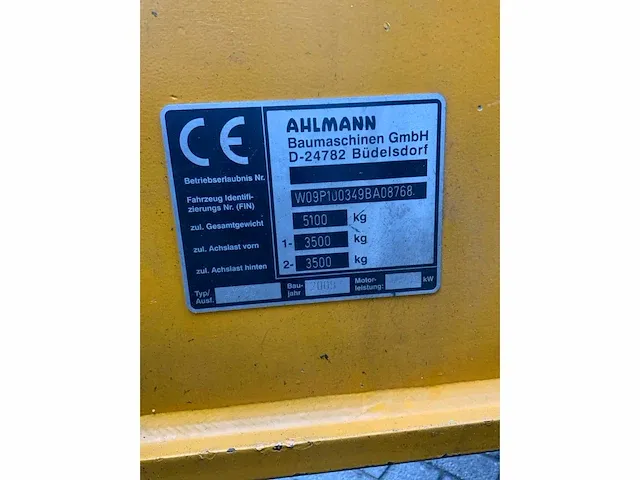 CE
AHLMANN
Baumaschinen GmbH
D-24782 Büdelsdorf
Betriebserlaubnis Nr.
Fahrzeug Identifi-
zierungs Nr. (FIN)
W09P100349BA08768
zul. Gesamtgewicht 5100 kg
zul. Achslast vorn 1- 3500 kg
zul. Achslast hinten 2- 3500 kg
Typ/
Ausf.
Bau-
jahr
Motor-
leistung: kW